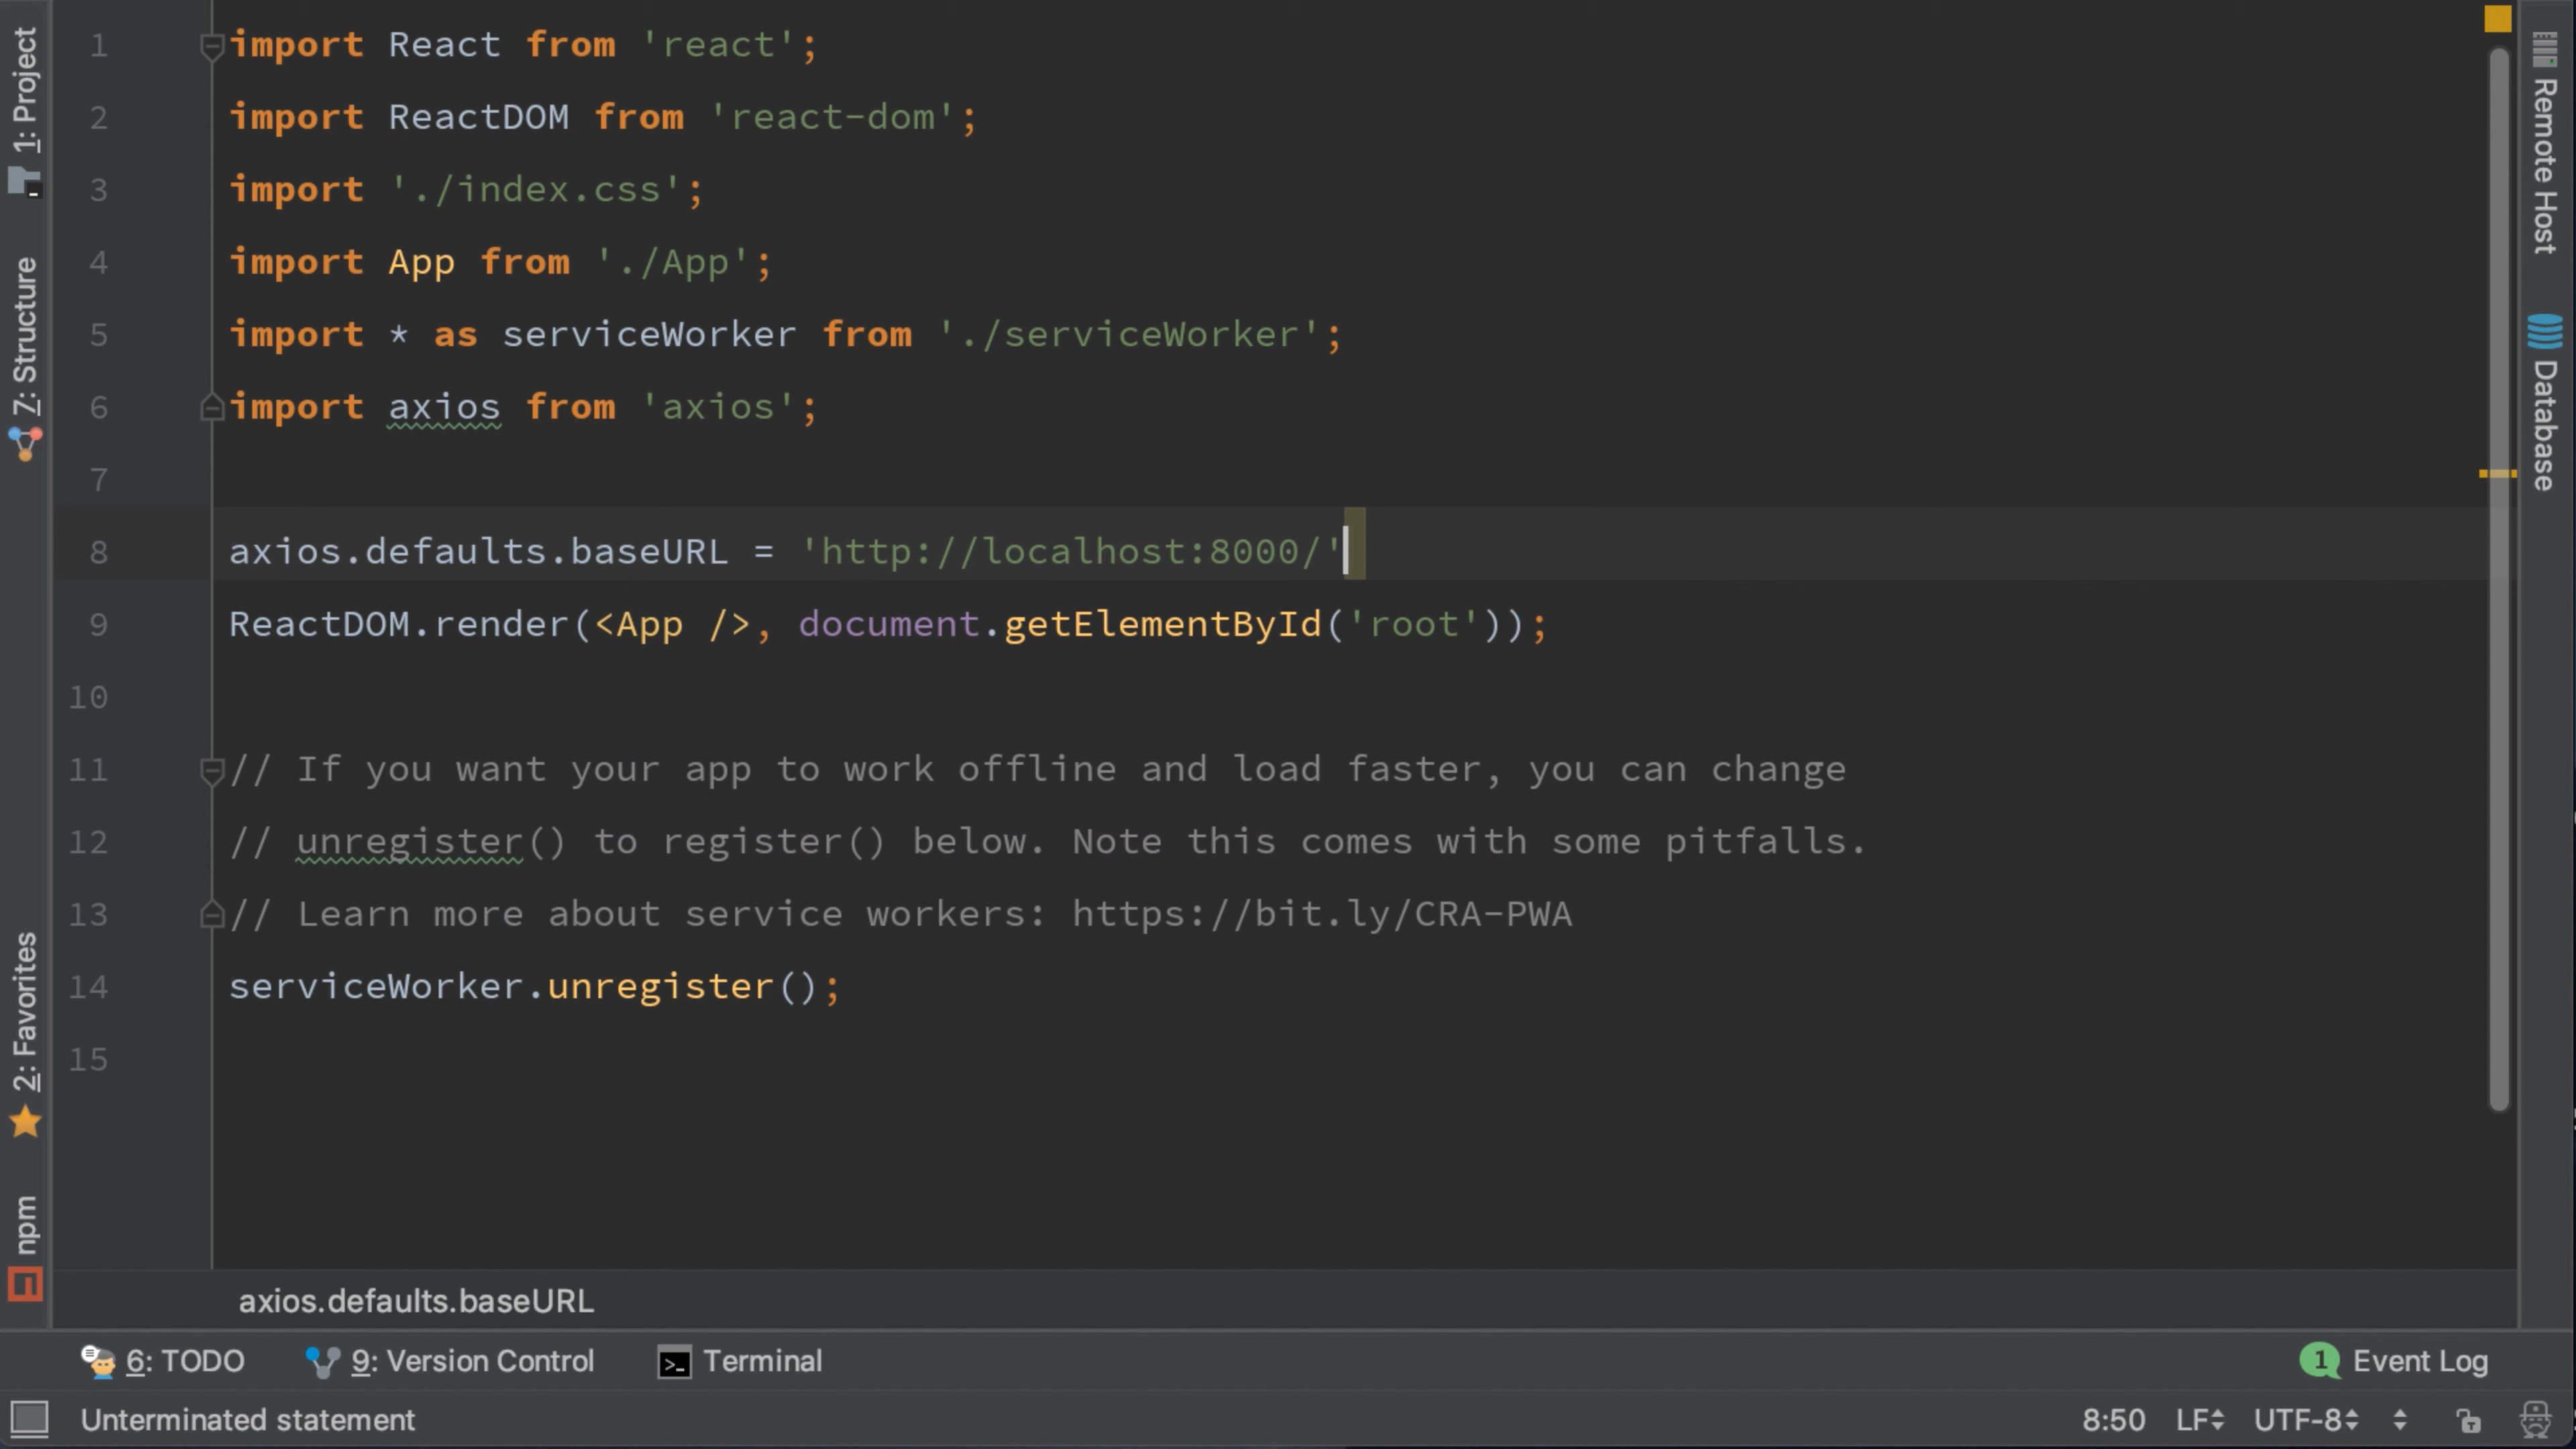 1: Project
7: Structure
2: Favorites
npm
1 import React from 'react';
2 import ReactDOM from 'react-dom';
3 import './index.css';
4 import App from './App';
5 import * as serviceWorker from './serviceWorker';
6 import axios from 'axios';
7
8 axios.defaults.baseURL = 'http://localhost:8000/'
9 ReactDOM.render(<App />, document.getElementById('root'));
10
11 // If you want your app to work offline and load faster, you can change
12 // unregister() to register() below. Note this comes with some pitfalls.
13 // Learn more about service workers: https://bit.ly/CRA-PWA
14 serviceWorker.unregister();
15
Remote Host
Database
axios.defaults.baseURL
6: TODO 9: Version Control Terminal 1 Event Log
Unterminated statement 8:50 LF UTF-8